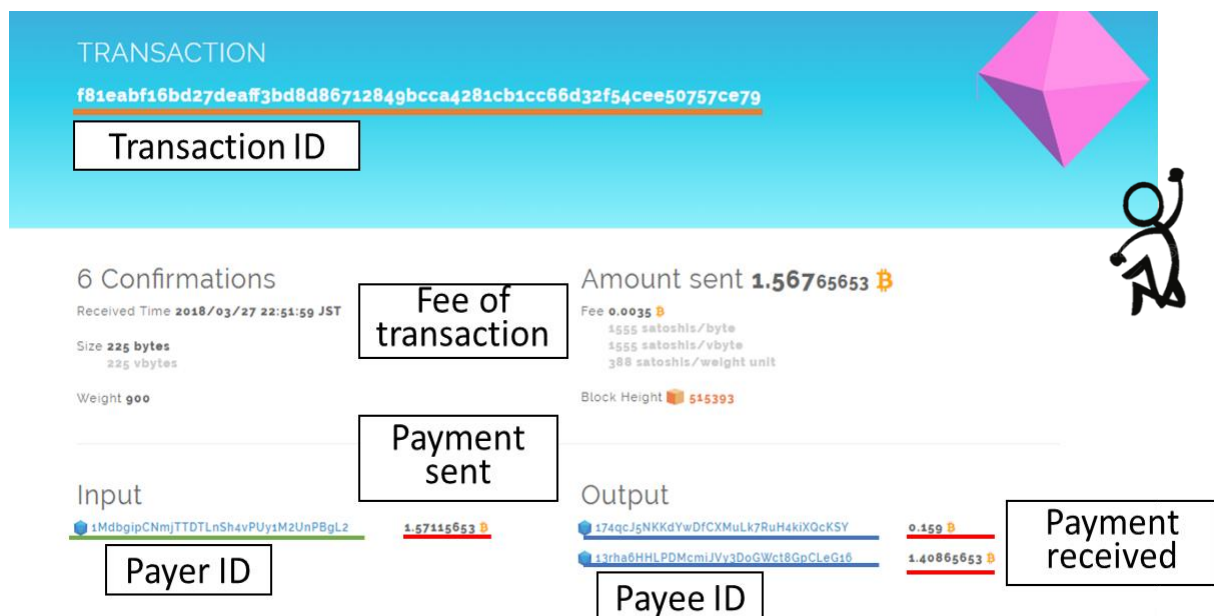 TRANSACTION
f81eabf16bd27deaff3bd8d86712849bcca4281cb1cc66d32f54cee50757ce79
Transaction ID
6 Confirmations
Received Time 2018/03/27 22:51:59 JST
Size 225 bytes
225 vbytes
Weight 900
Fee of
transaction
Amount sent 1.56765653 ₿
Fee 0.0035 ₿
1555 satoshis/byte
1555 satoshis/vbyte
388 satoshis/weight unit
Block Height 515393
Payment
sent
Input
1MdbgipCNmjTTDTLnSh4vPUy1M2UnPBgL2 1.57115653 ₿
Payer ID
Output
174qcJ5NKKdYwDfCXMuLk7RuH4kiXQcKSY 0.159 ₿
13rha6HHLPDMcmiJVy3DoGWct8GpCLeG16 1.40865653 ₿
Payee ID
Payment
received